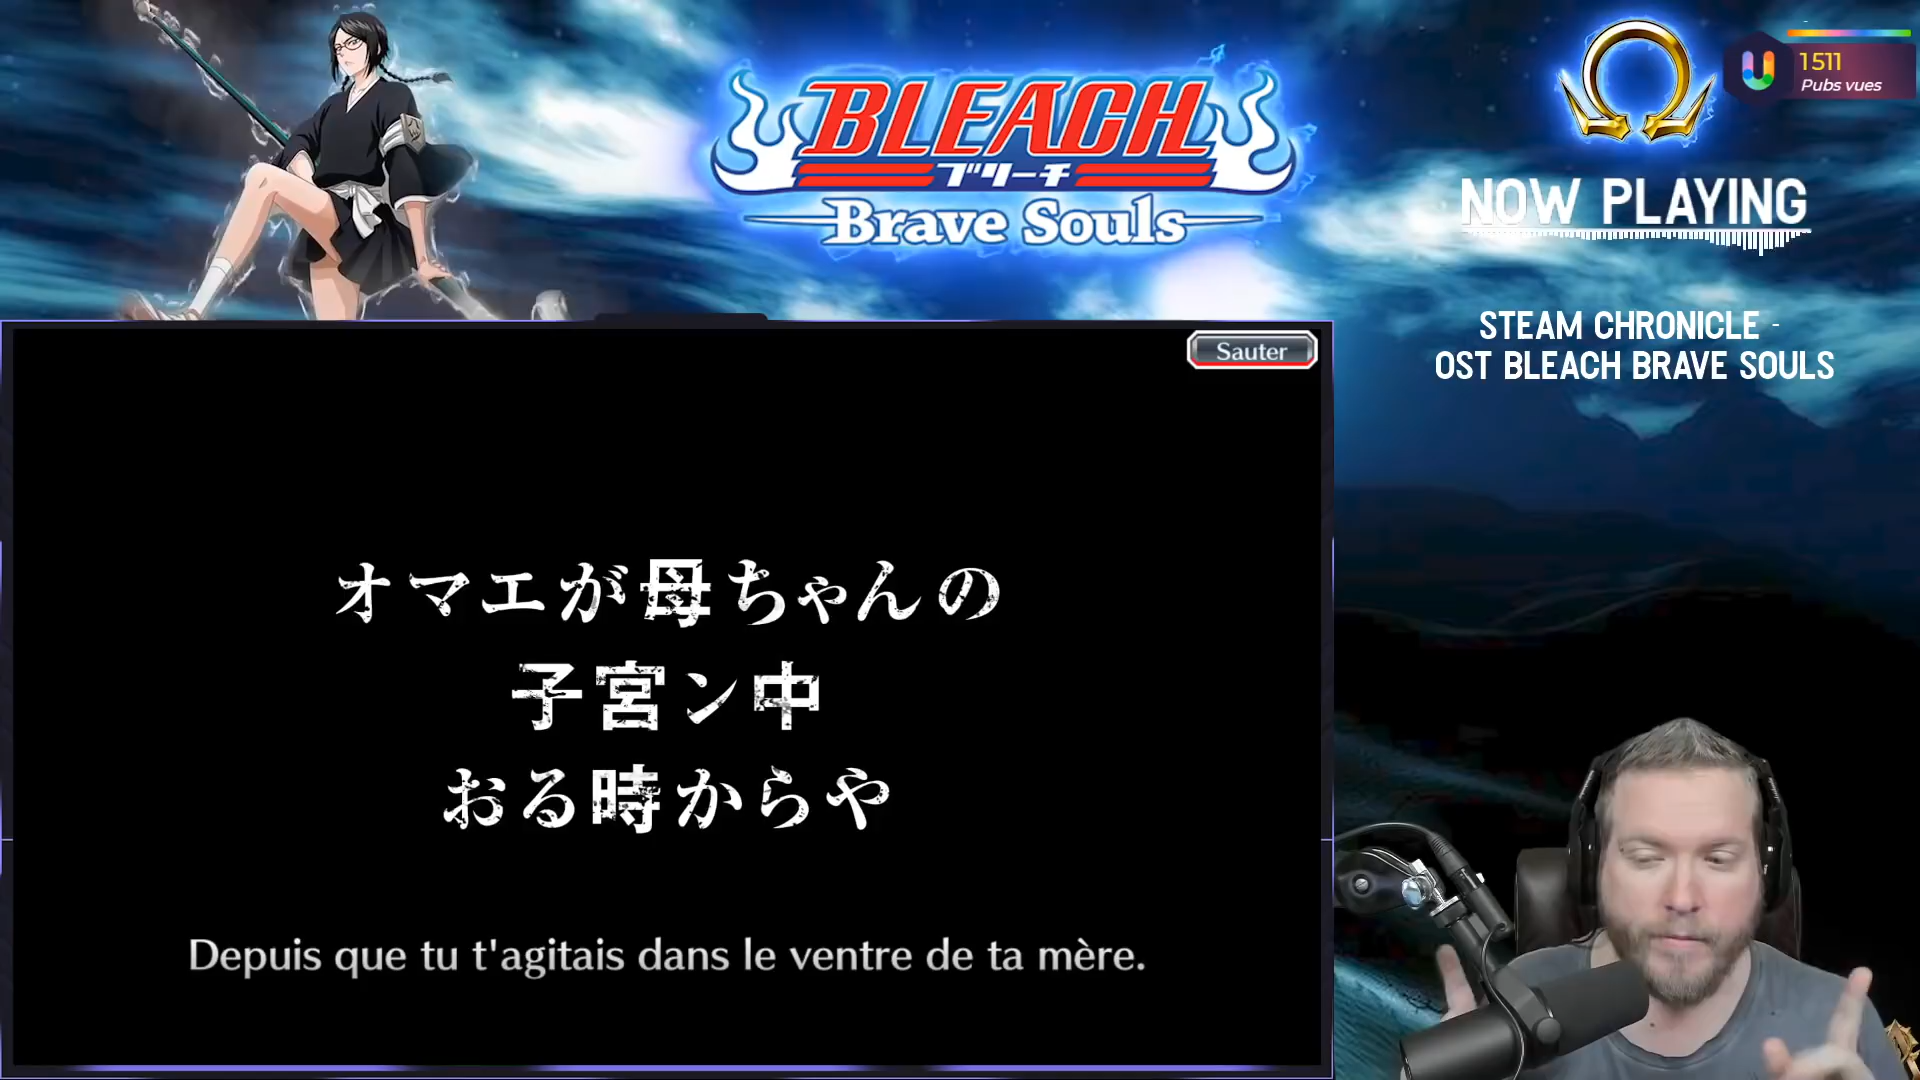 BLEACH
ブリーチ
Brave Souls
1511
Pubs vues
NOW PLAYING
STEAM CHRONICLE -
OST BLEACH BRAVE SOULS
Sauter
オマエが母ちゃんの
子宮ン中
おる時からや
Depuis que tu t'agitais dans le ventre de ta mère.